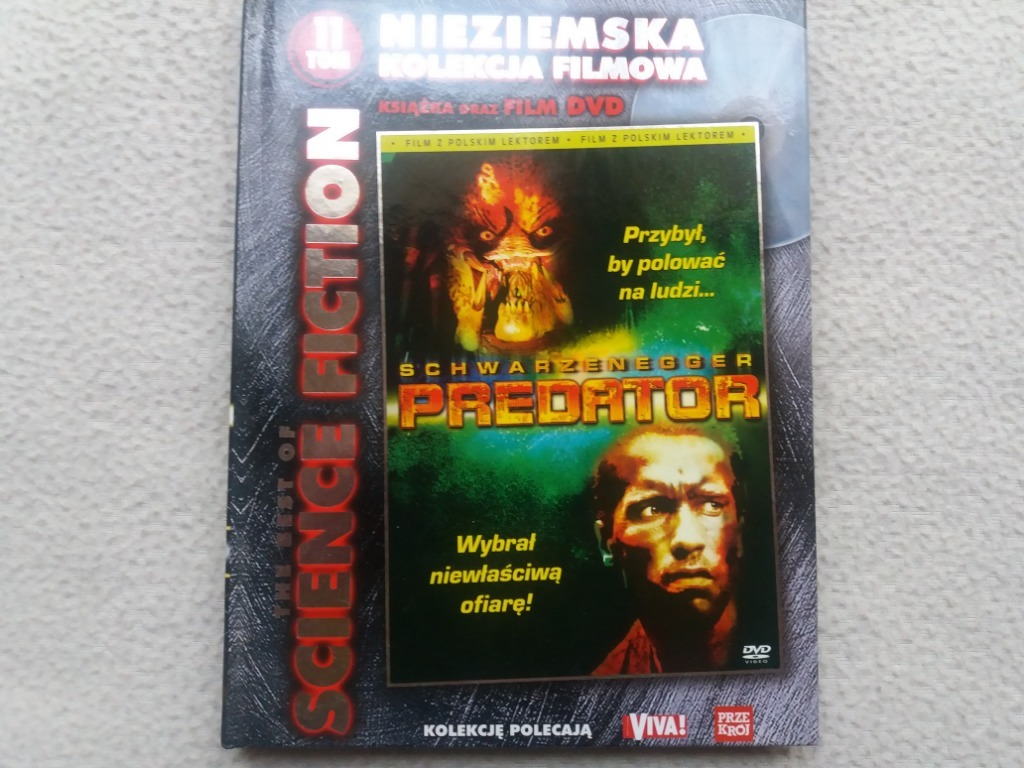 11
TOM
NIEZIEMSKA
KOLEKCJA FILMOWA
KSIĄŻKA ORAZ FILM DVD
THE BEST OF
SCIENCE FICTION
• FILM Z POLSKIM LEKTOREM • FILM Z POLSKIM LEKTOREM •
Przybył,
by polować
na ludzi...
SCHWARZENEGGER
PREDATOR
Wybrał
niewłaściwą
ofiarę!
DVD
VIDEO
KOLEKCJĘ POLECAJĄ
VIVA!
PRZE
KRÓJ